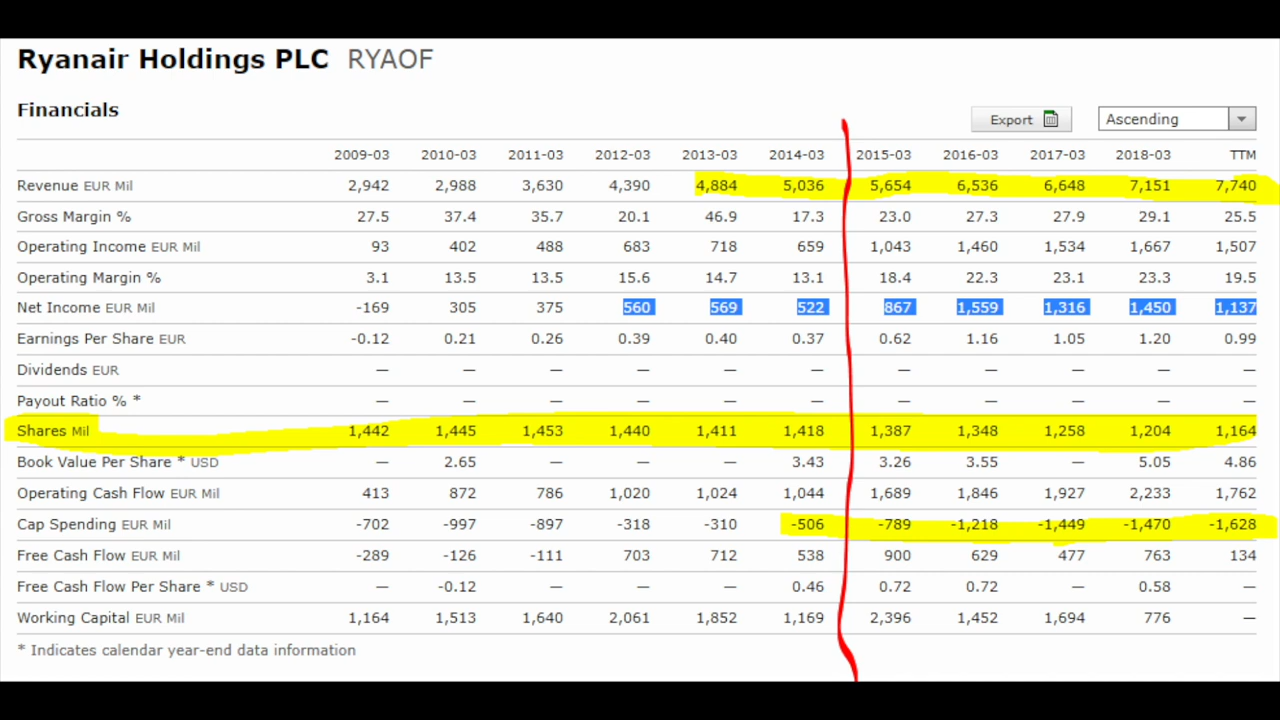 Ryanair Holdings PLC RYAOF
Financials
Export Ascending
2009-03 2010-03 2011-03 2012-03 2013-03 2014-03 2015-03 2016-03 2017-03 2018-03 TTM
Revenue EUR Mil 2,942 2,988 3,630 4,390 4,884 5,036 5,654 6,536 6,648 7,151 7,740
Gross Margin % 27.5 37.4 35.7 20.1 46.9 17.3 23.0 27.3 27.9 29.1 25.5
Operating Income EUR Mil 93 402 488 683 718 659 1,043 1,460 1,534 1,667 1,507
Operating Margin % 3.1 13.5 13.5 15.6 14.7 13.1 18.4 22.3 23.1 23.3 19.5
Net Income EUR Mil -169 305 375 560 569 522 867 1,559 1,316 1,450 1,137
Earnings Per Share EUR -0.12 0.21 0.26 0.39 0.40 0.37 0.62 1.16 1.05 1.20 0.99
Dividends EUR — — — — — — — — — — —
Payout Ratio % * — — — — — — — — — — —
Shares Mil 1,442 1,445 1,453 1,440 1,411 1,418 1,387 1,348 1,258 1,204 1,164
Book Value Per Share * USD — 2.65 — — — 3.43 3.26 3.55 — 5.05 4.86
Operating Cash Flow EUR Mil 413 872 786 1,020 1,024 1,044 1,689 1,846 1,927 2,233 1,762
Cap Spending EUR Mil -702 -997 -897 -318 -310 -506 -789 -1,218 -1,449 -1,470 -1,628
Free Cash Flow EUR Mil -289 -126 -111 703 712 538 900 629 477 763 134
Free Cash Flow Per Share * USD — -0.12 — — — 0.46 0.72 0.72 — 0.58 —
Working Capital EUR Mil 1,164 1,513 1,640 2,061 1,852 1,169 2,396 1,452 1,694 776 —
* Indicates calendar year-end data information